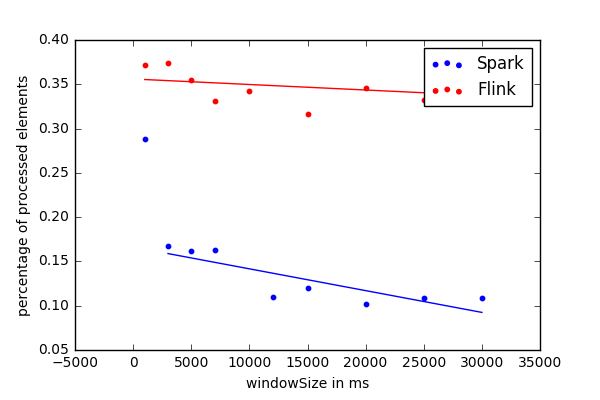 0.40
0.35
0.30
0.25
0.20
0.15
0.10
0.05
percentage of processed elements
Spark
Flink
−5000 0 5000 10000 15000 20000 25000 30000 35000
windowSize in ms